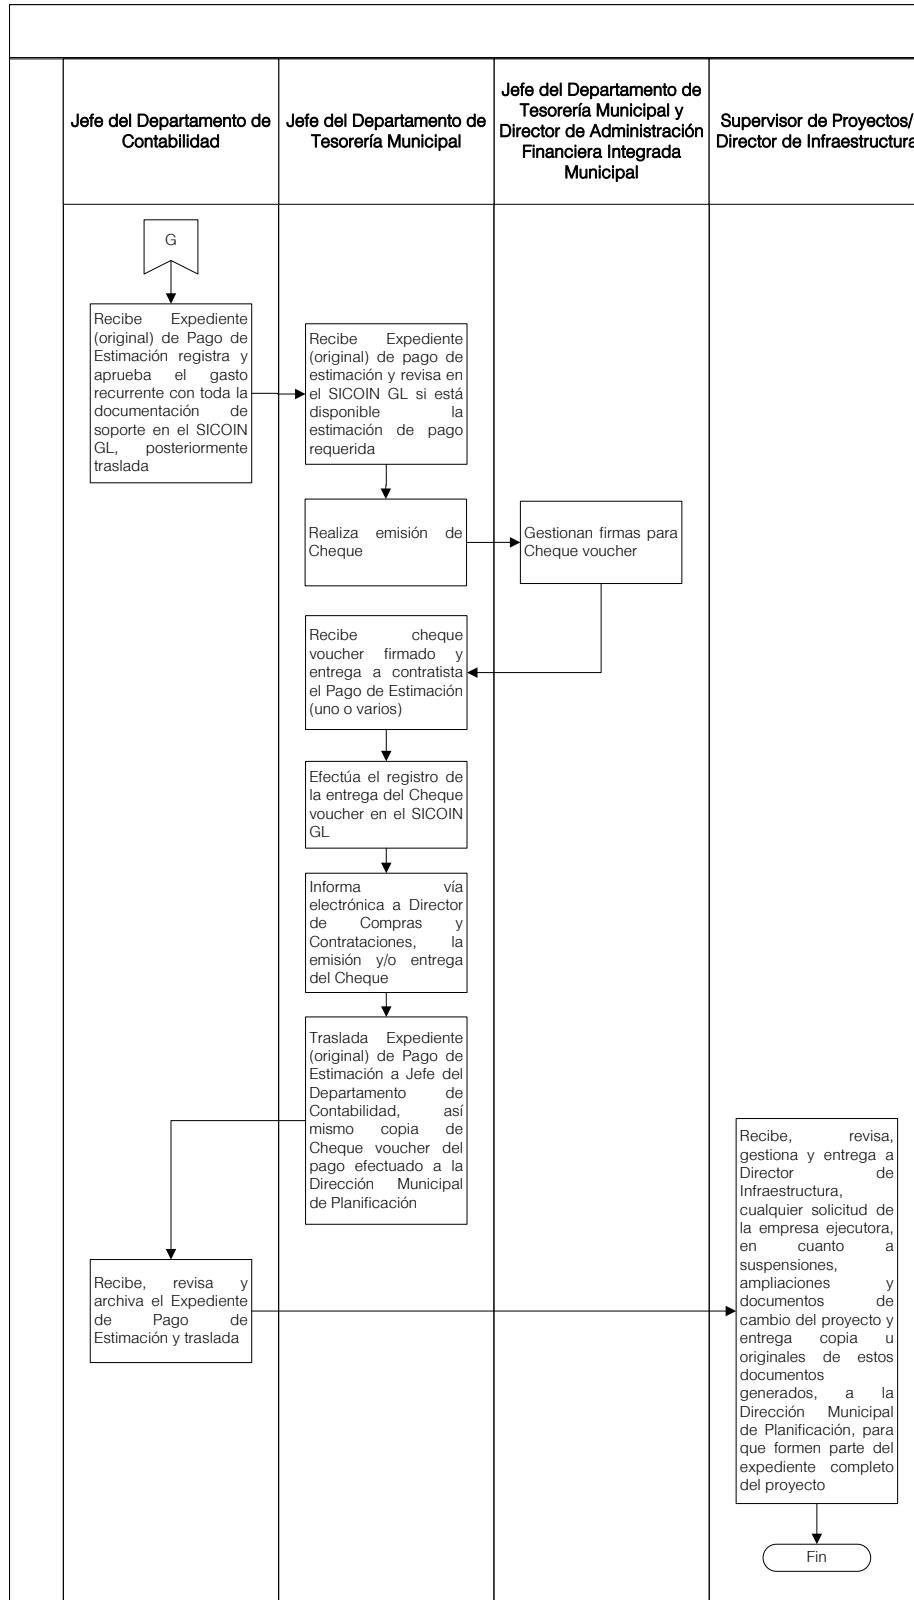 Jefe del Departamento de
Contabilidad
Jefe del Departamento de
Tesorería Municipal
Jefe del Departamento de
Tesorería Municipal y
Director de Administración
Financiera Integrada
Municipal
Supervisor de Proyectos/
Director de Infraestructura
G
Recibe Expediente
(original) de Pago de
Estimación registra y
aprueba el gasto
recurrente con toda la
documentación de
soporte en el SICOIN
GL, posteriormente
traslada
Recibe Expediente
(original) de pago de
estimación y revisa en
el SICOIN GL si está
disponible la
estimación de pago
requerida
Realiza emisión de
Cheque
Gestionan firmas para
Cheque voucher
Recibe cheque
voucher firmado y
entrega a contratista
el Pago de Estimación
(uno o varios)
Efectúa el registro de
la entrega del Cheque
voucher en el SICOIN
GL
Informa vía
electrónica a Director
de Compras y
Contrataciones, la
emisión y/o entrega
del Cheque
Traslada Expediente
(original) de Pago de
Estimación a Jefe del
Departamento de
Contabilidad, así
mismo copia de
Cheque voucher del
pago efectuado a la
Dirección Municipal
de Planificación
Recibe, revisa y
archiva el Expediente
de Pago de
Estimación y traslada
Recibe, revisa,
gestiona y entrega a
Director de
Infraestructura,
cualquier solicitud de
la empresa ejecutora,
en cuanto a
suspensiones,
ampliaciones y
documentos de
cambio del proyecto y
entrega copia u
originales de estos
documentos
generados, a la
Dirección Municipal
de Planificación, para
que formen parte del
expediente completo
del proyecto
Fin